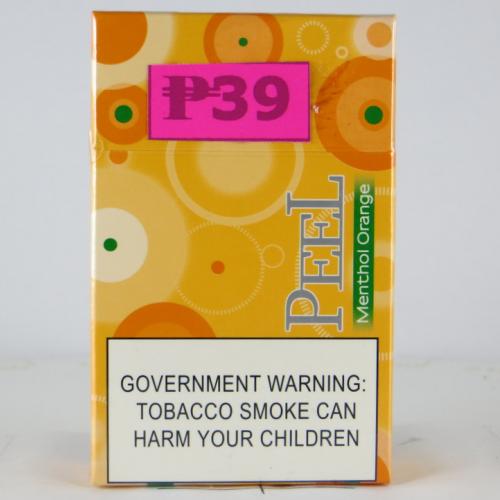 ₱39
PEEL
Menthol Orange
GOVERNMENT WARNING:
TOBACCO SMOKE CAN
HARM YOUR CHILDREN